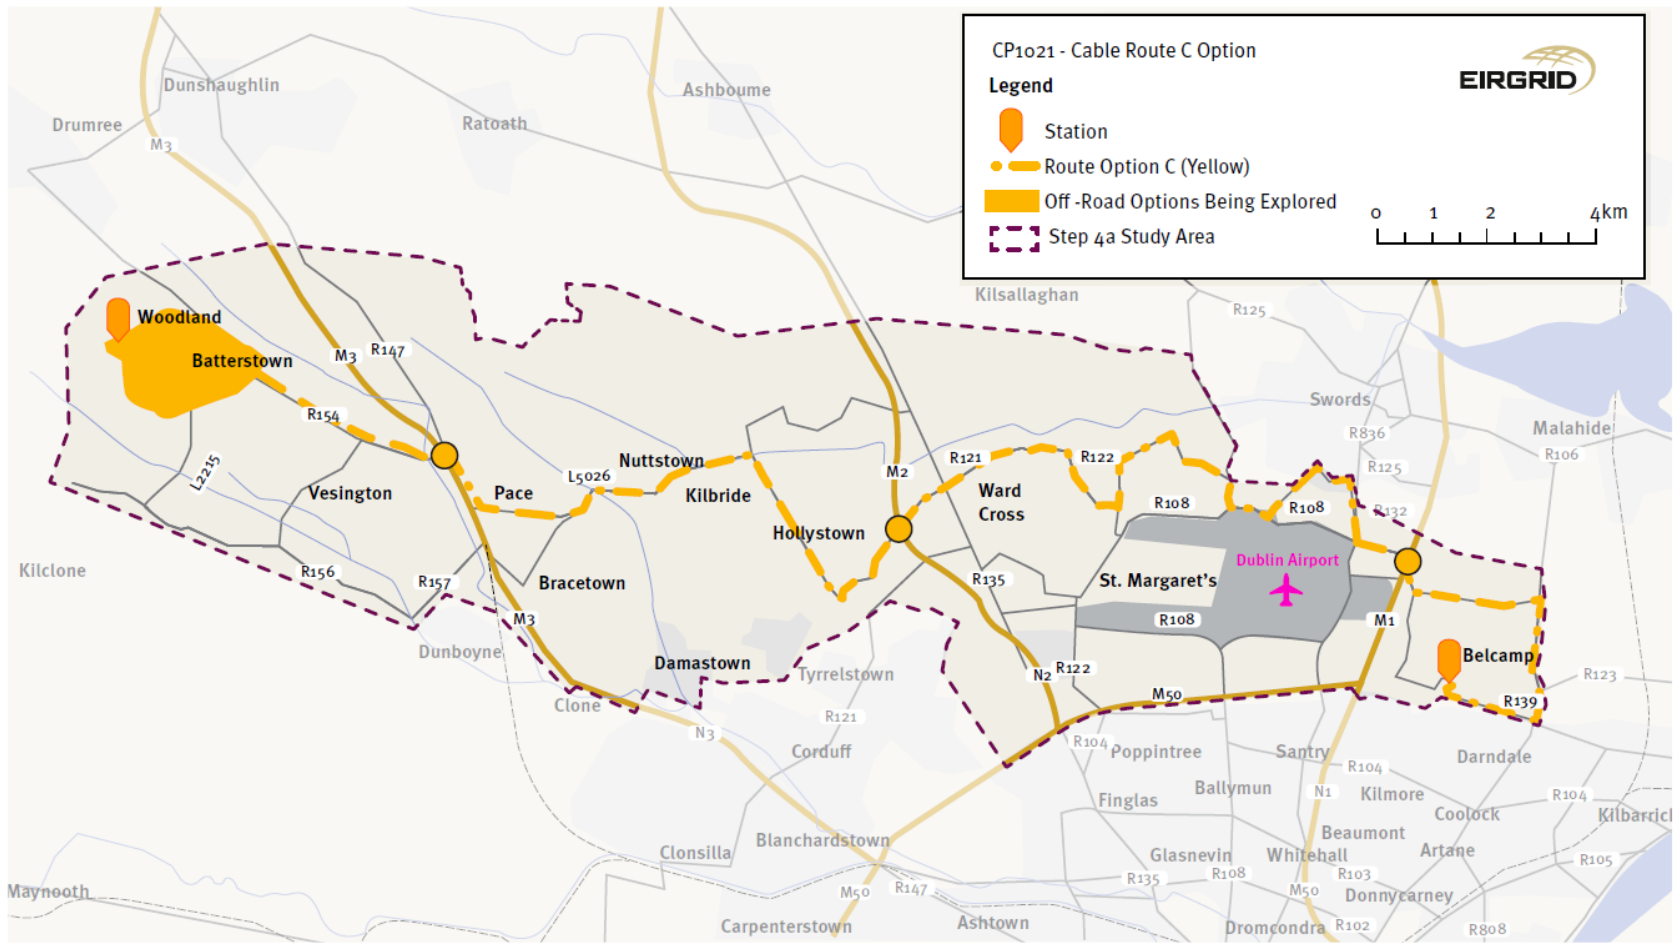 CP1021 - Cable Route C Option
EIRGRID
Legend
Station
Route Option C (Yellow)
Off -Road Options Being Explored
Step 4a Study Area
0 1 2 4km
Dunshaughlin
Drumree
M3
Ratoath
Ashboume
Kilsallaghan
R125
Woodland
Batterstown
M3
R147
R154
Swords
R836
Malahide
R106
R125
L2215
Vesington
Pace
L5026
Nuttstown
Kilbride
Hollystown
M2
R121
R122
Ward
Cross
R108
R108
R132
Dublin Airport
Kilclone
R156
R157
Bracetown
M3
R135
St. Margaret's
R108
M1
Dunboyne
Damastown
Tyrrelstown
N2
R122
Belcamp
R123
Clone
N3
R121
M50
R139
Corduff
R104
Poppintree
Santry
Darndale
R104
Finglas
Ballymun
N1
Kilmore
R104
Coolock
Kilbarric
Blanchardstown
Clonsilla
Beaumont
Glasnevin
Whitehall
Artane
R105
Maynooth
M50
R147
R135
R108
R103
M50
Donnycarney
Carpenterstown
Ashtown
Dromcondra
R102
R808